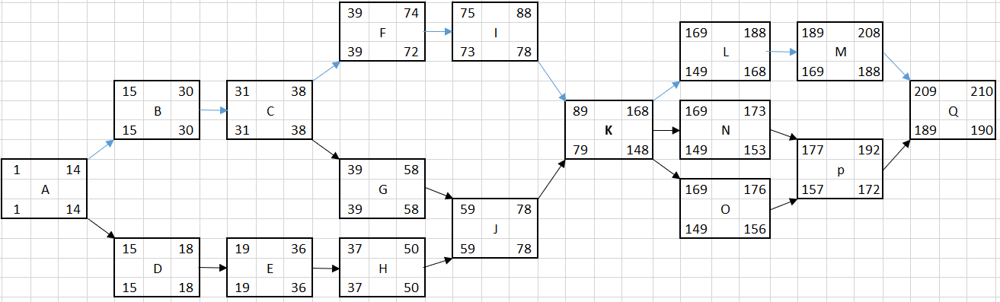 39 74
F
39 72
75 88
I
73 78
169 188
L
149 168
189 208
M
169 188
15 30
B
15 30
31 38
C
31 38
89 168
K
79 148
169 173
N
149 153
209 210
Q
189 190
1 14
A
1 14
39 58
G
39 58
177 192
p
157 172
59 78
J
59 78
169 176
O
149 156
15 18
D
15 18
19 36
E
19 36
37 50
H
37 50